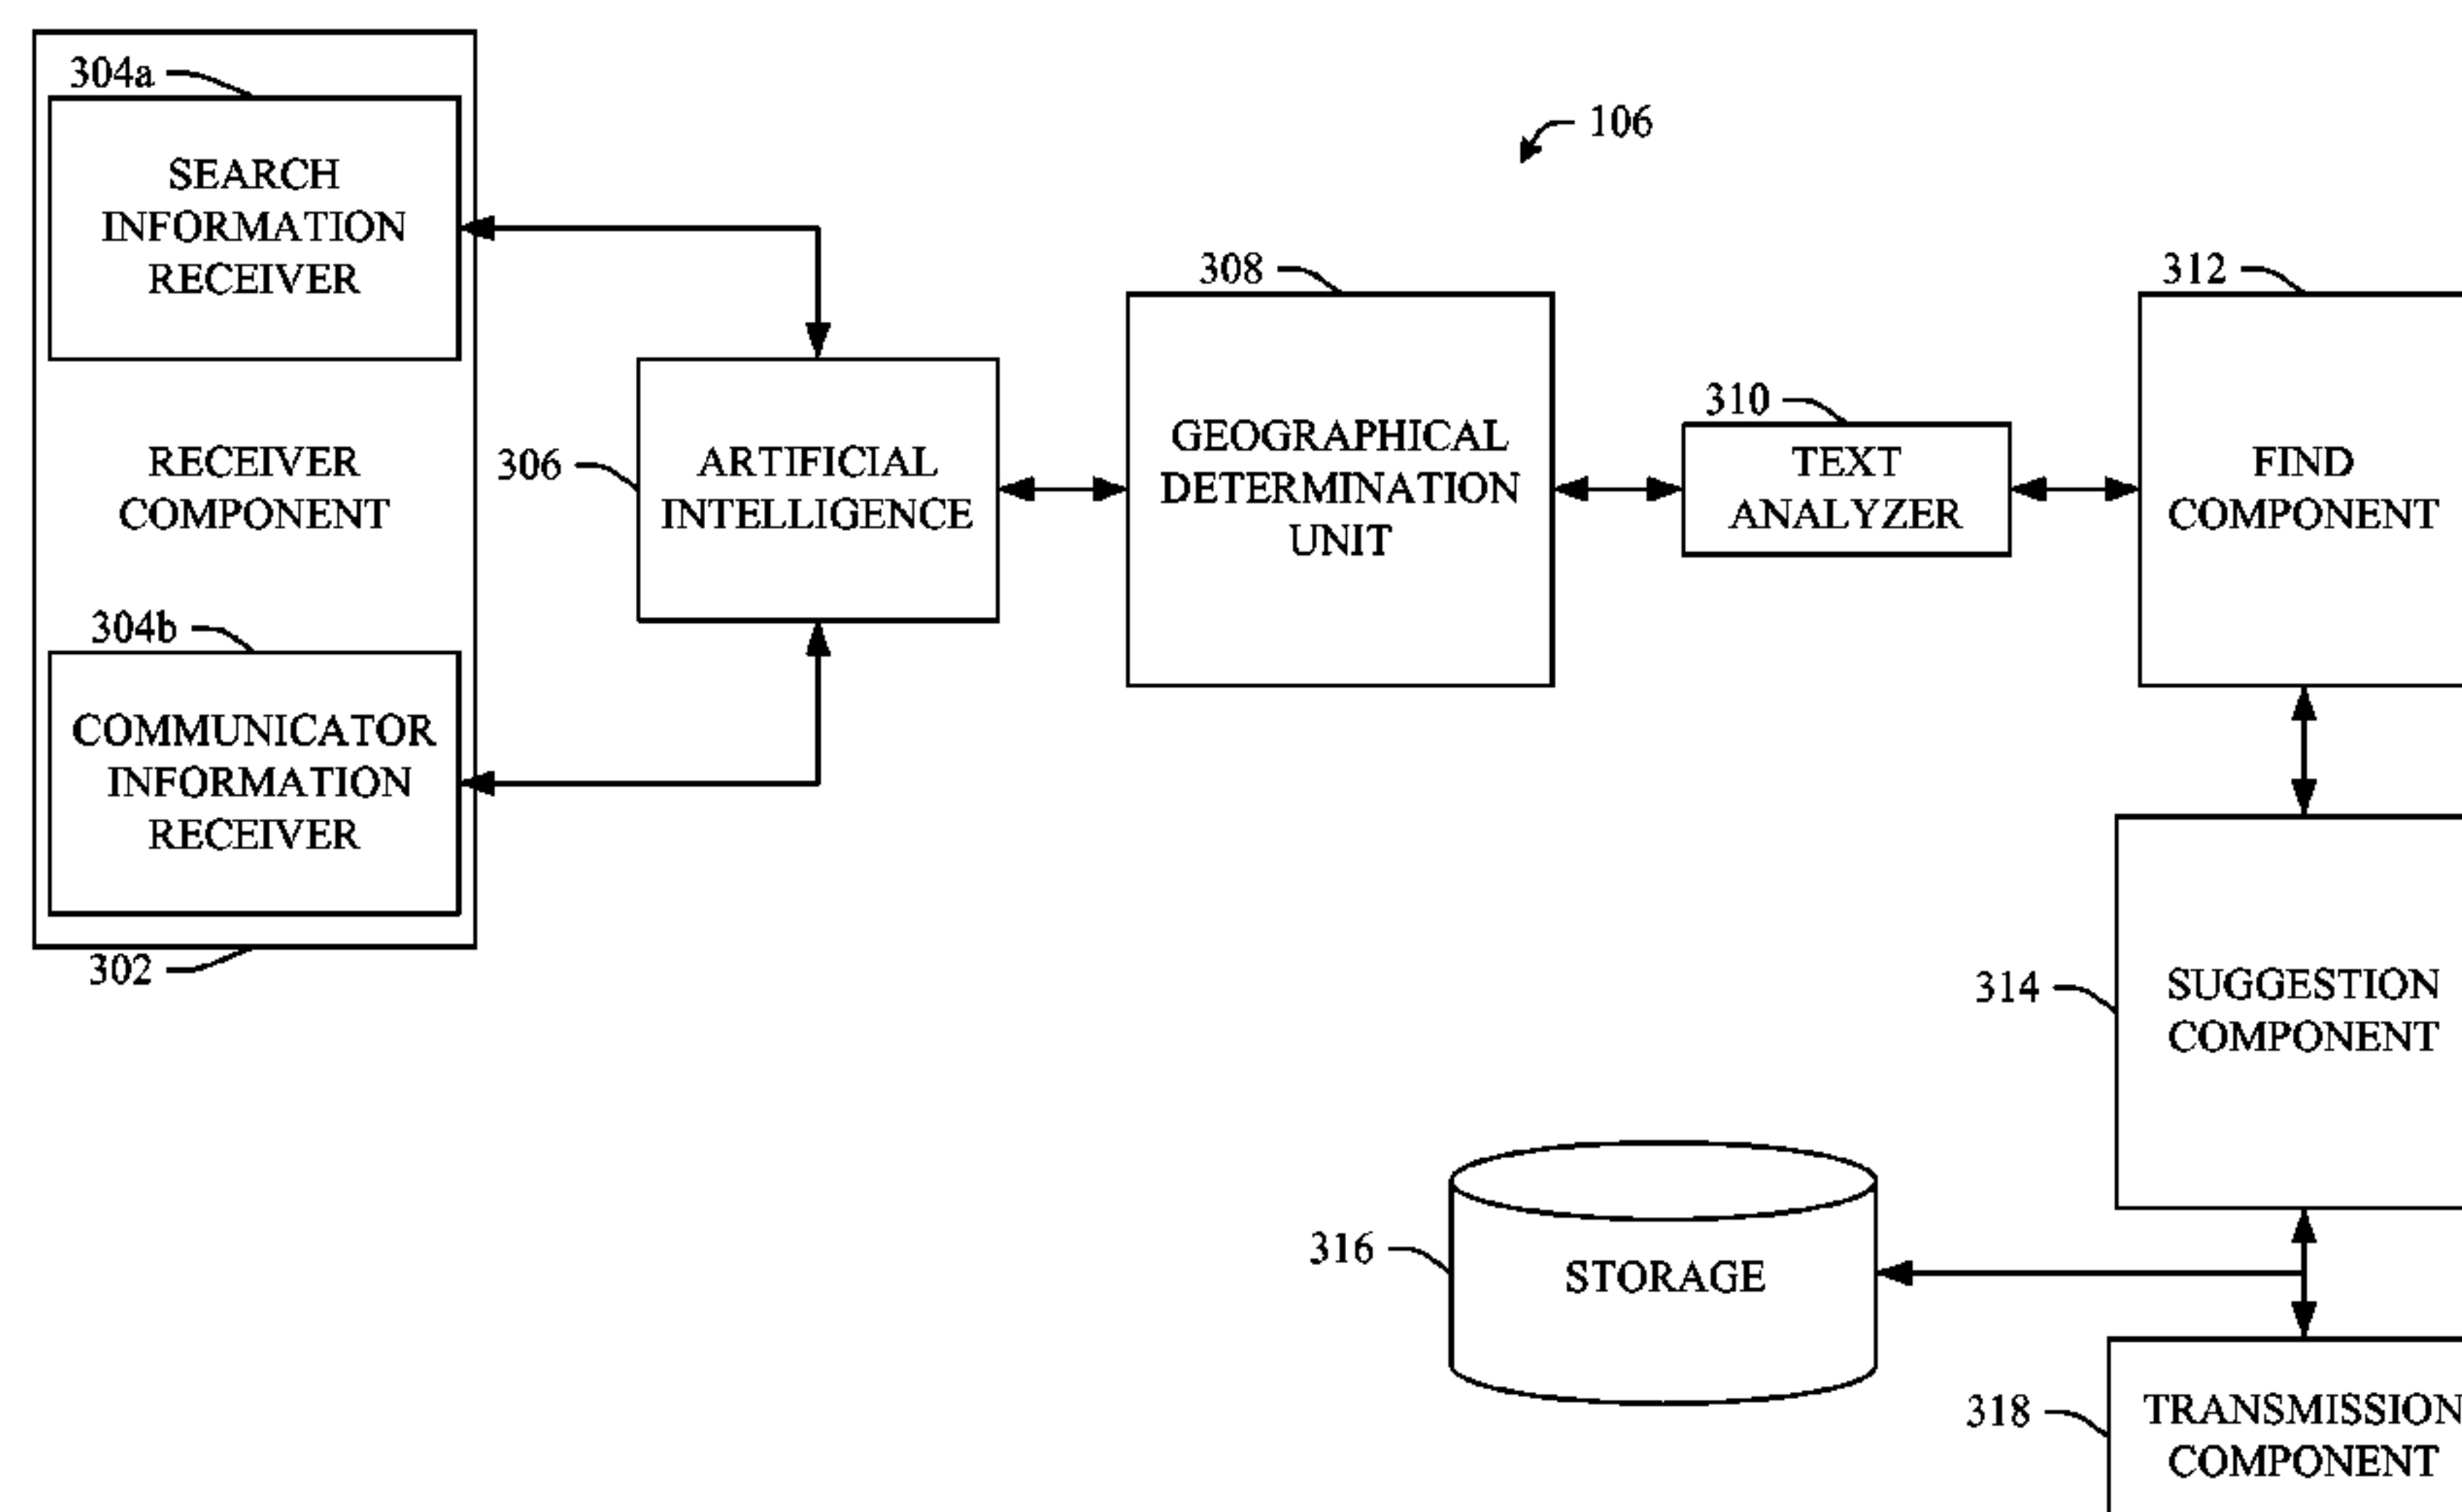 304a
SEARCH
INFORMATION
RECEIVER
RECEIVER
COMPONENT
304b
COMMUNICATOR
INFORMATION
RECEIVER
302
306
ARTIFICIAL
INTELLIGENCE
106
308
GEOGRAPHICAL
DETERMINATION
UNIT
310
TEXT
ANALYZER
312
FIND
COMPONENT
314
SUGGESTION
COMPONENT
316
STORAGE
318
TRANSMISSION
COMPONENT